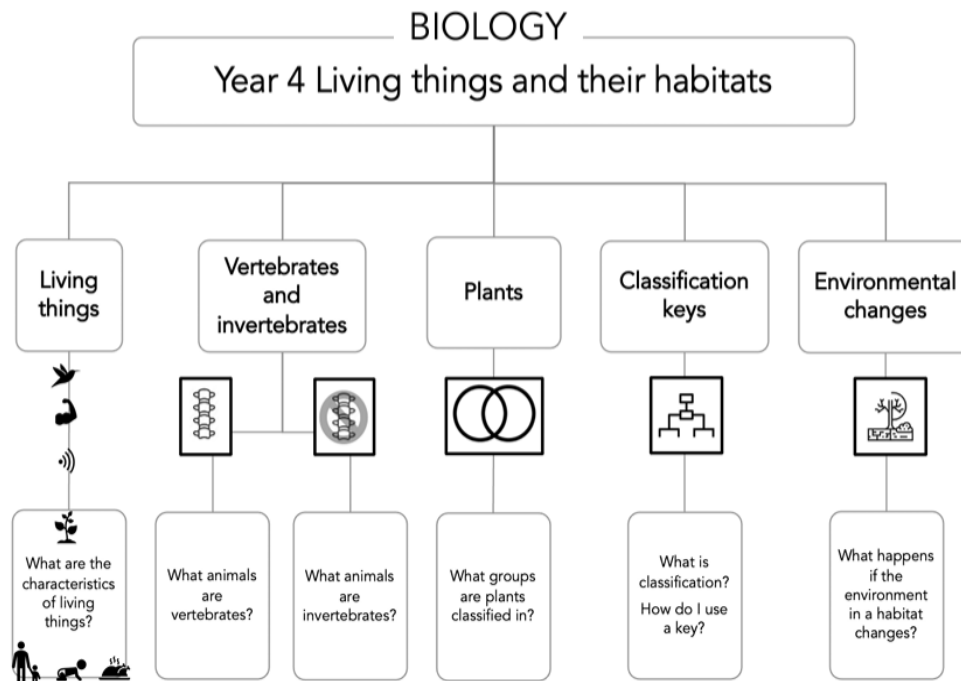 BIOLOGY
Year 4 Living things and their habitats
Living
things
Vertebrates
and
invertebrates
Plants
Classification
keys
Environmental
changes
What are the
characteristics
of living
things?
What animals
are
vertebrates?
What animals
are
invertebrates?
What groups
are plants
classified in?
What is
classification?
How do I use
a key?
What happens
if the
environment
in a habitat
changes?